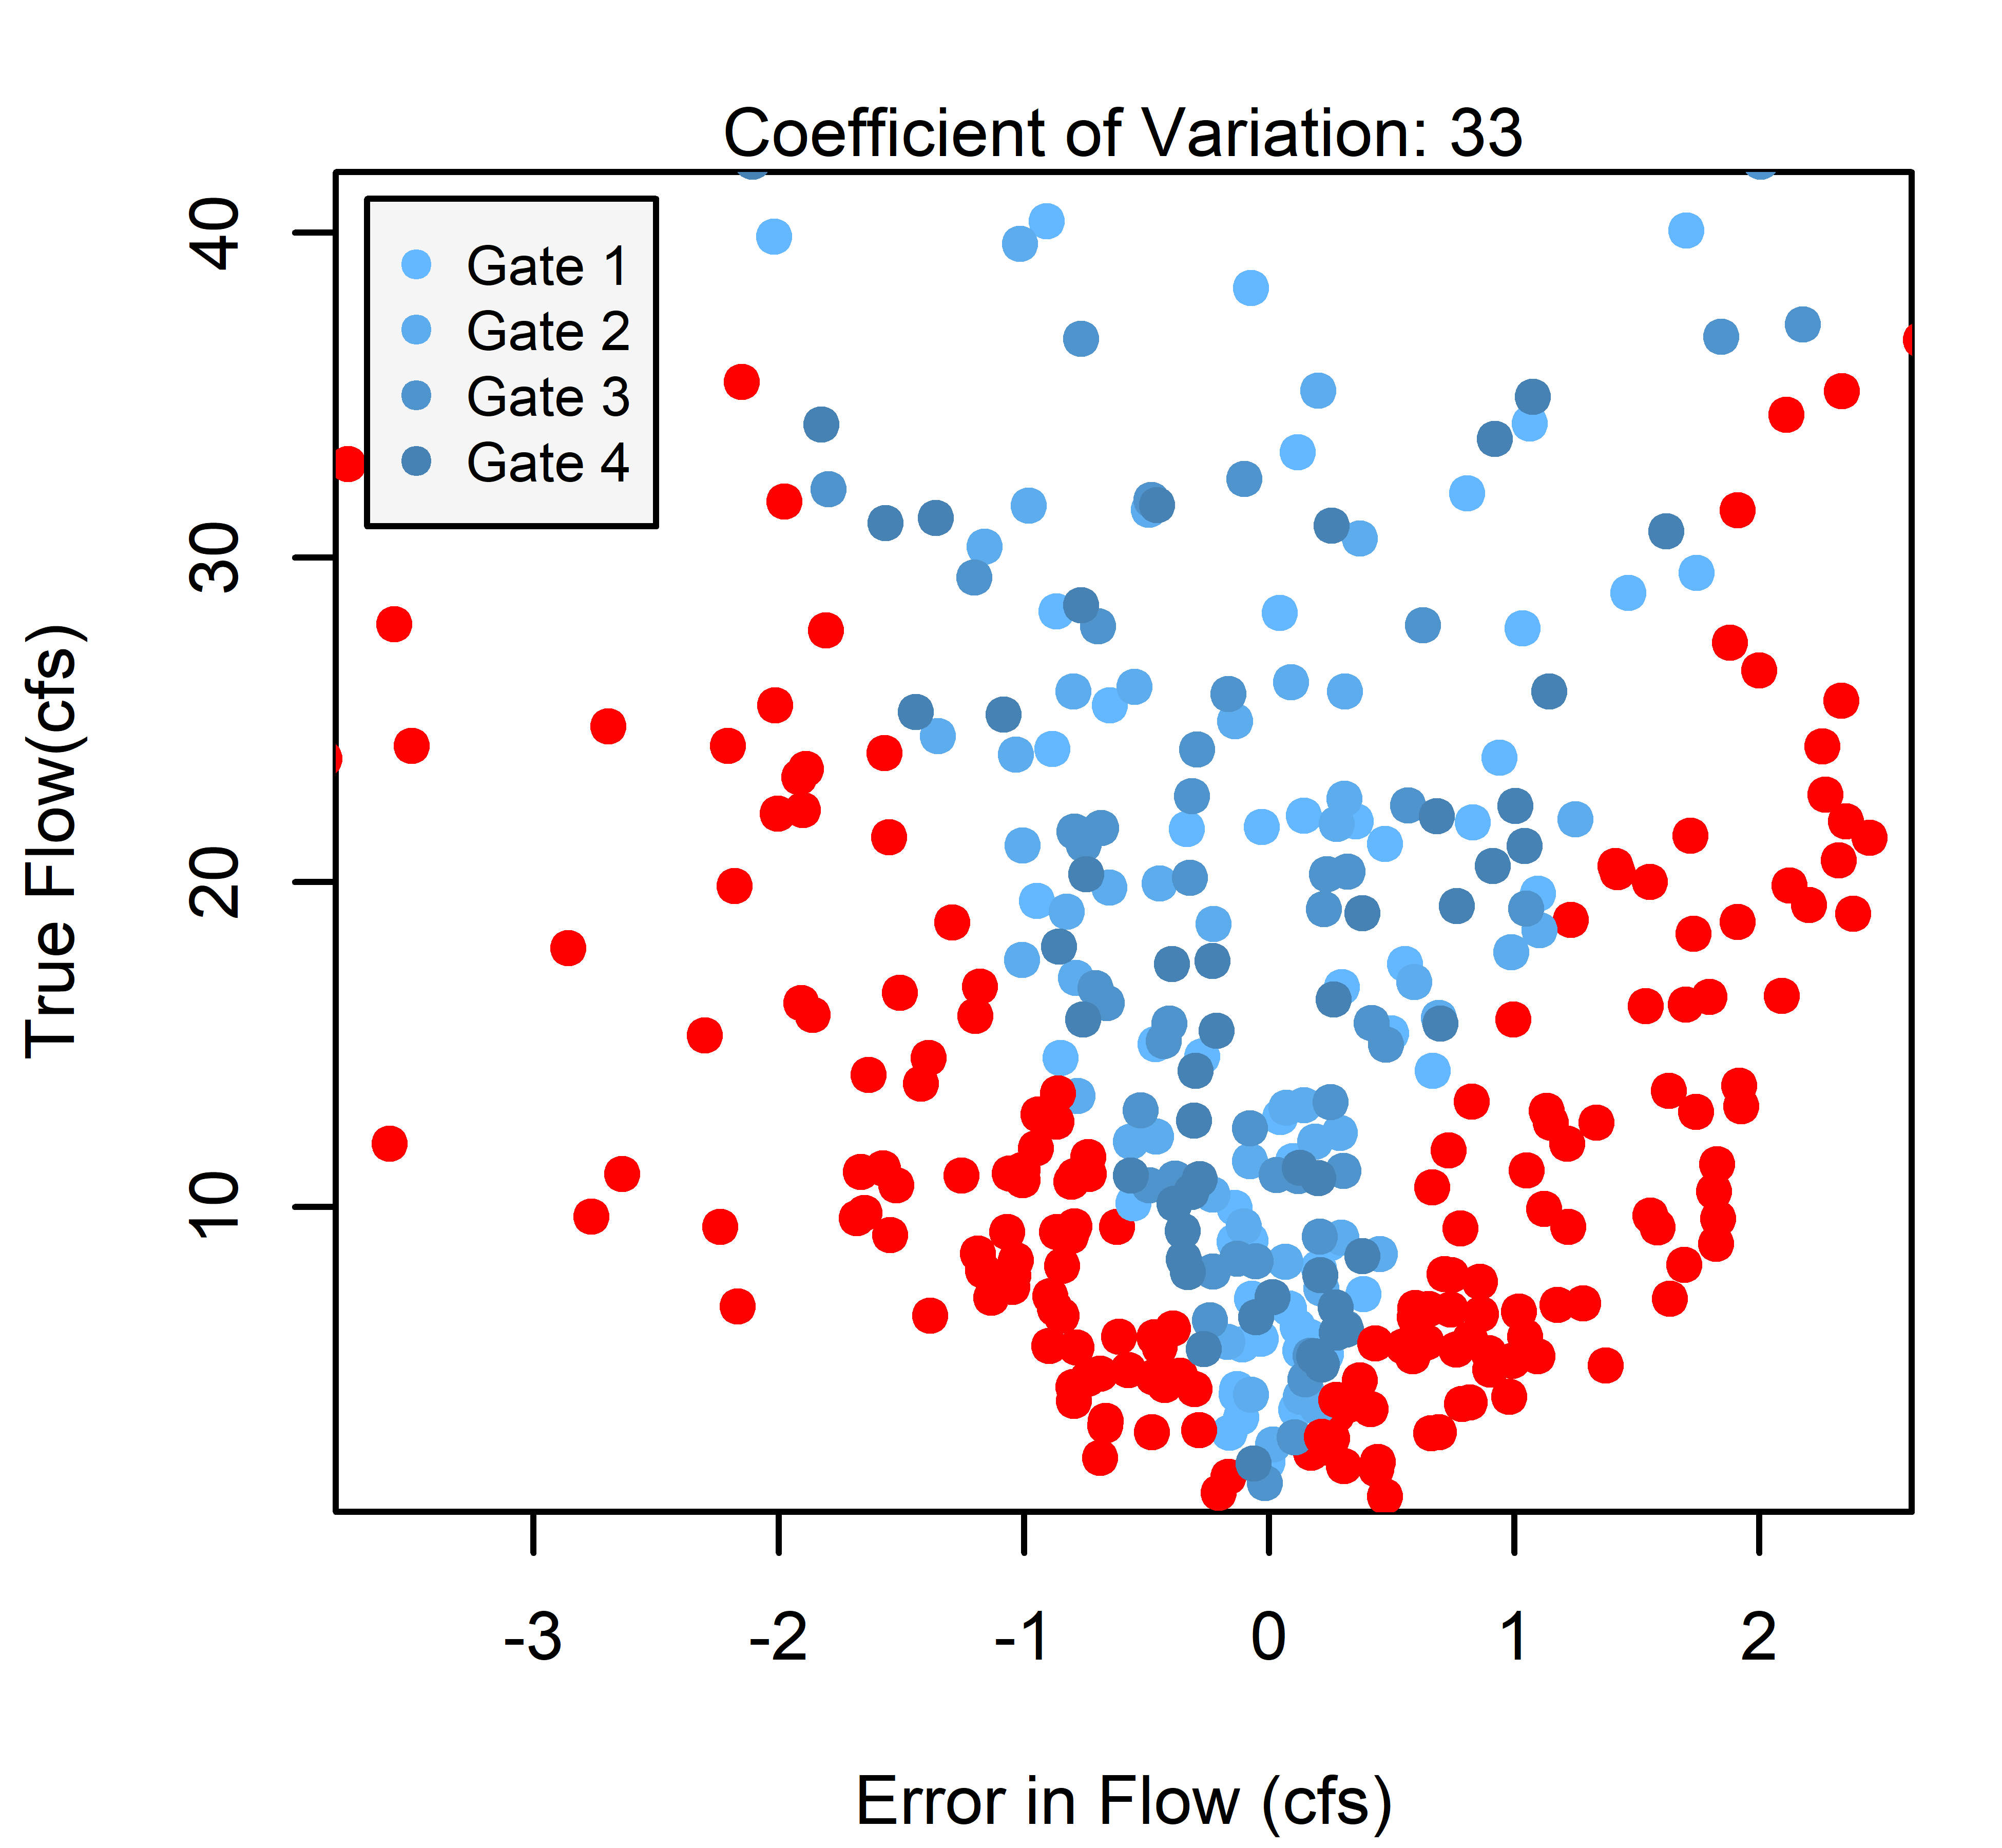 Coefficient of Variation: 33
Gate 1
Gate 2
Gate 3
Gate 4
True Flow(cfs)
40
30
20
10
-3 -2 -1 0 1 2
Error in Flow (cfs)